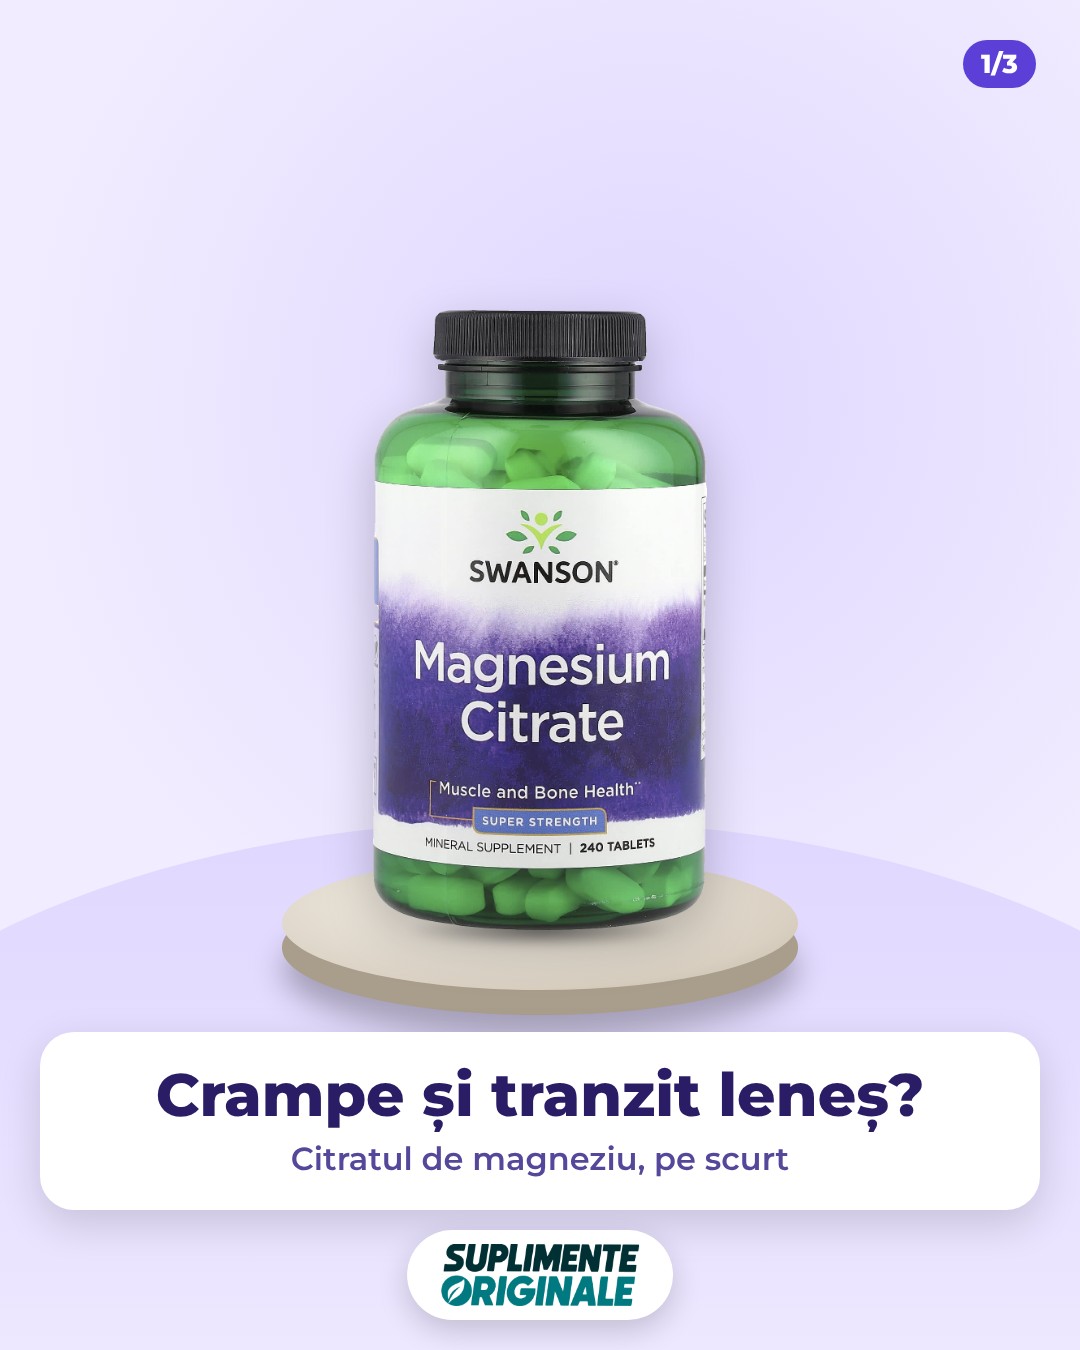 1/3
SWANSON®
Magnesium
Citrate
Muscle and Bone Health**
SUPER STRENGTH
MINERAL SUPPLEMENT | 240 TABLETS
Crampe și tranzit leneș?
Citratul de magneziu, pe scurt
SUPLIMENTE
ORIGINALE